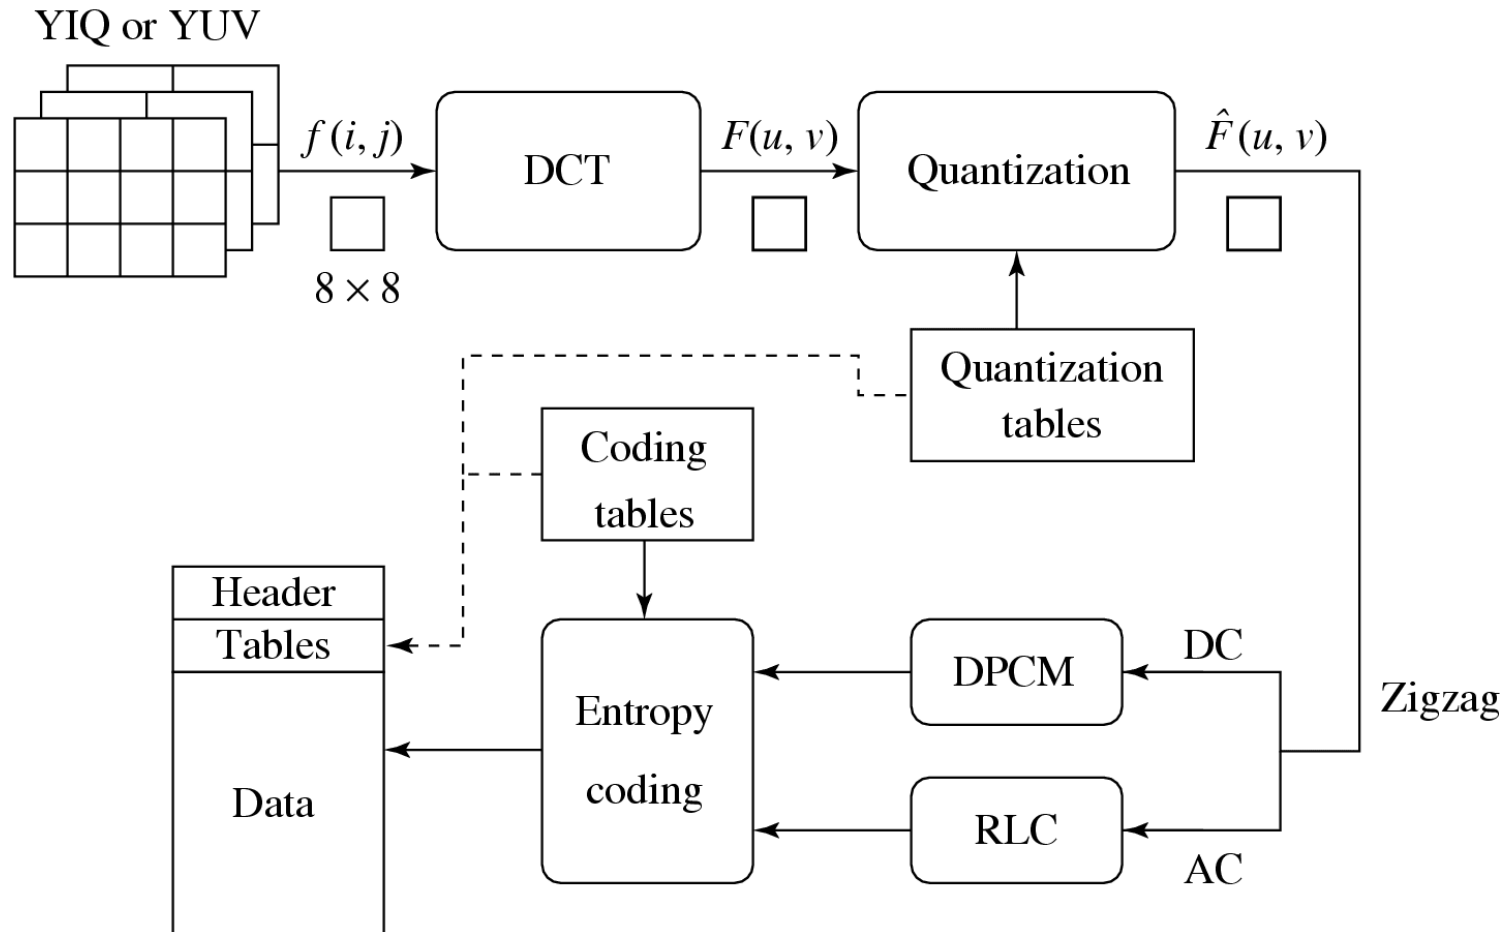 YIQ or YUV
f(i, j)
8 × 8
DCT
F(u, v)
Quantization
F̂(u, v)
Quantization
tables
Coding
tables
Header
Tables
Data
Entropy
coding
DPCM
DC
RLC
AC
Zigzag